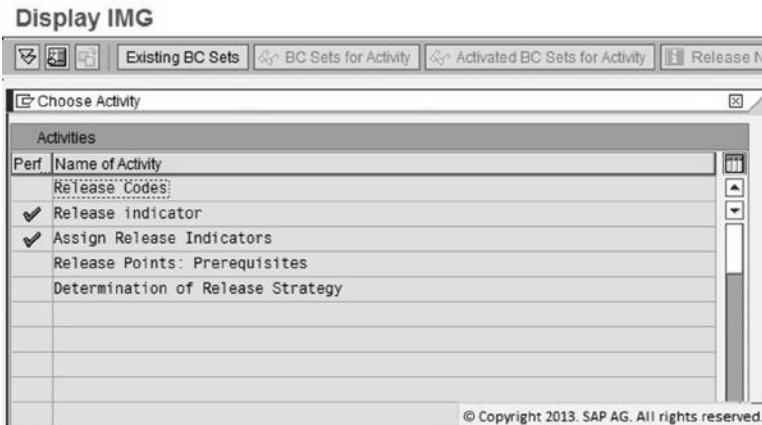 Display IMG
Existing BC Sets BC Sets for Activity Activated BC Sets for Activity Release N
Choose Activity
Activities
Perf... Name of Activity
Release Codes
Release indicator
Assign Release Indicators
Release Points: Prerequisites
Determination of Release Strategy
© Copyright 2013. SAP AG. All rights reserved.